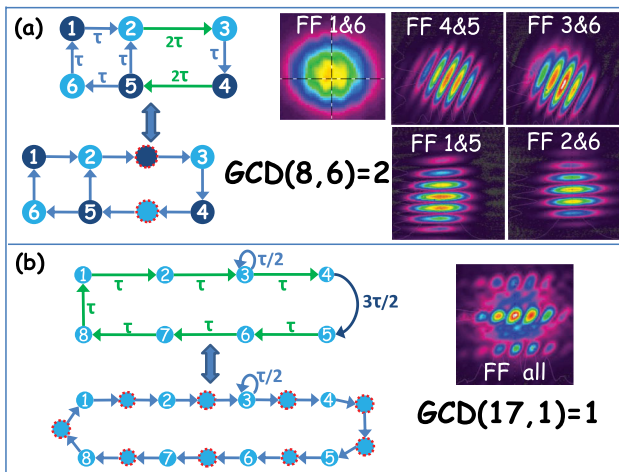 (a)
1 τ 2 2τ 3
τ τ τ
6 τ 5 2τ 4
1 2 3
6 5 4
GCD(8,6)=2
FF 1&6
FF 4&5
FF 3&6
FF 1&5
FF 2&6
(b)
τ/2
1 τ 2 τ 3 τ 4
τ 3τ/2
8 τ 7 τ 6 τ 5
τ/2
1 2 3 4
8 7 6 5
FF all
GCD(17,1)=1